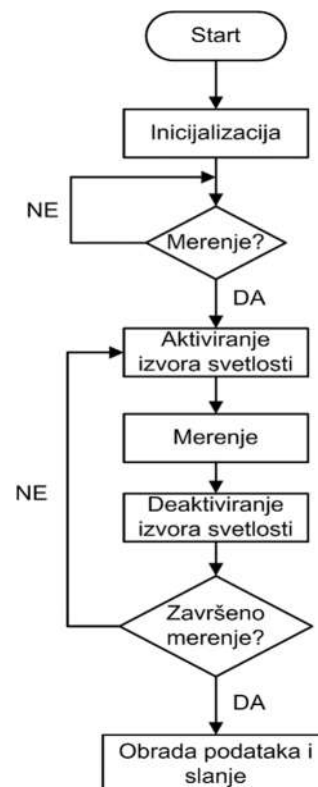 Start
Inicijalizacija
NE
Merenje?
DA
Aktiviranje
izvora svetlosti
Merenje
NE
Deaktiviranje
izvora svetlosti
Završeno
merenje?
DA
Obrada podataka i
slanje